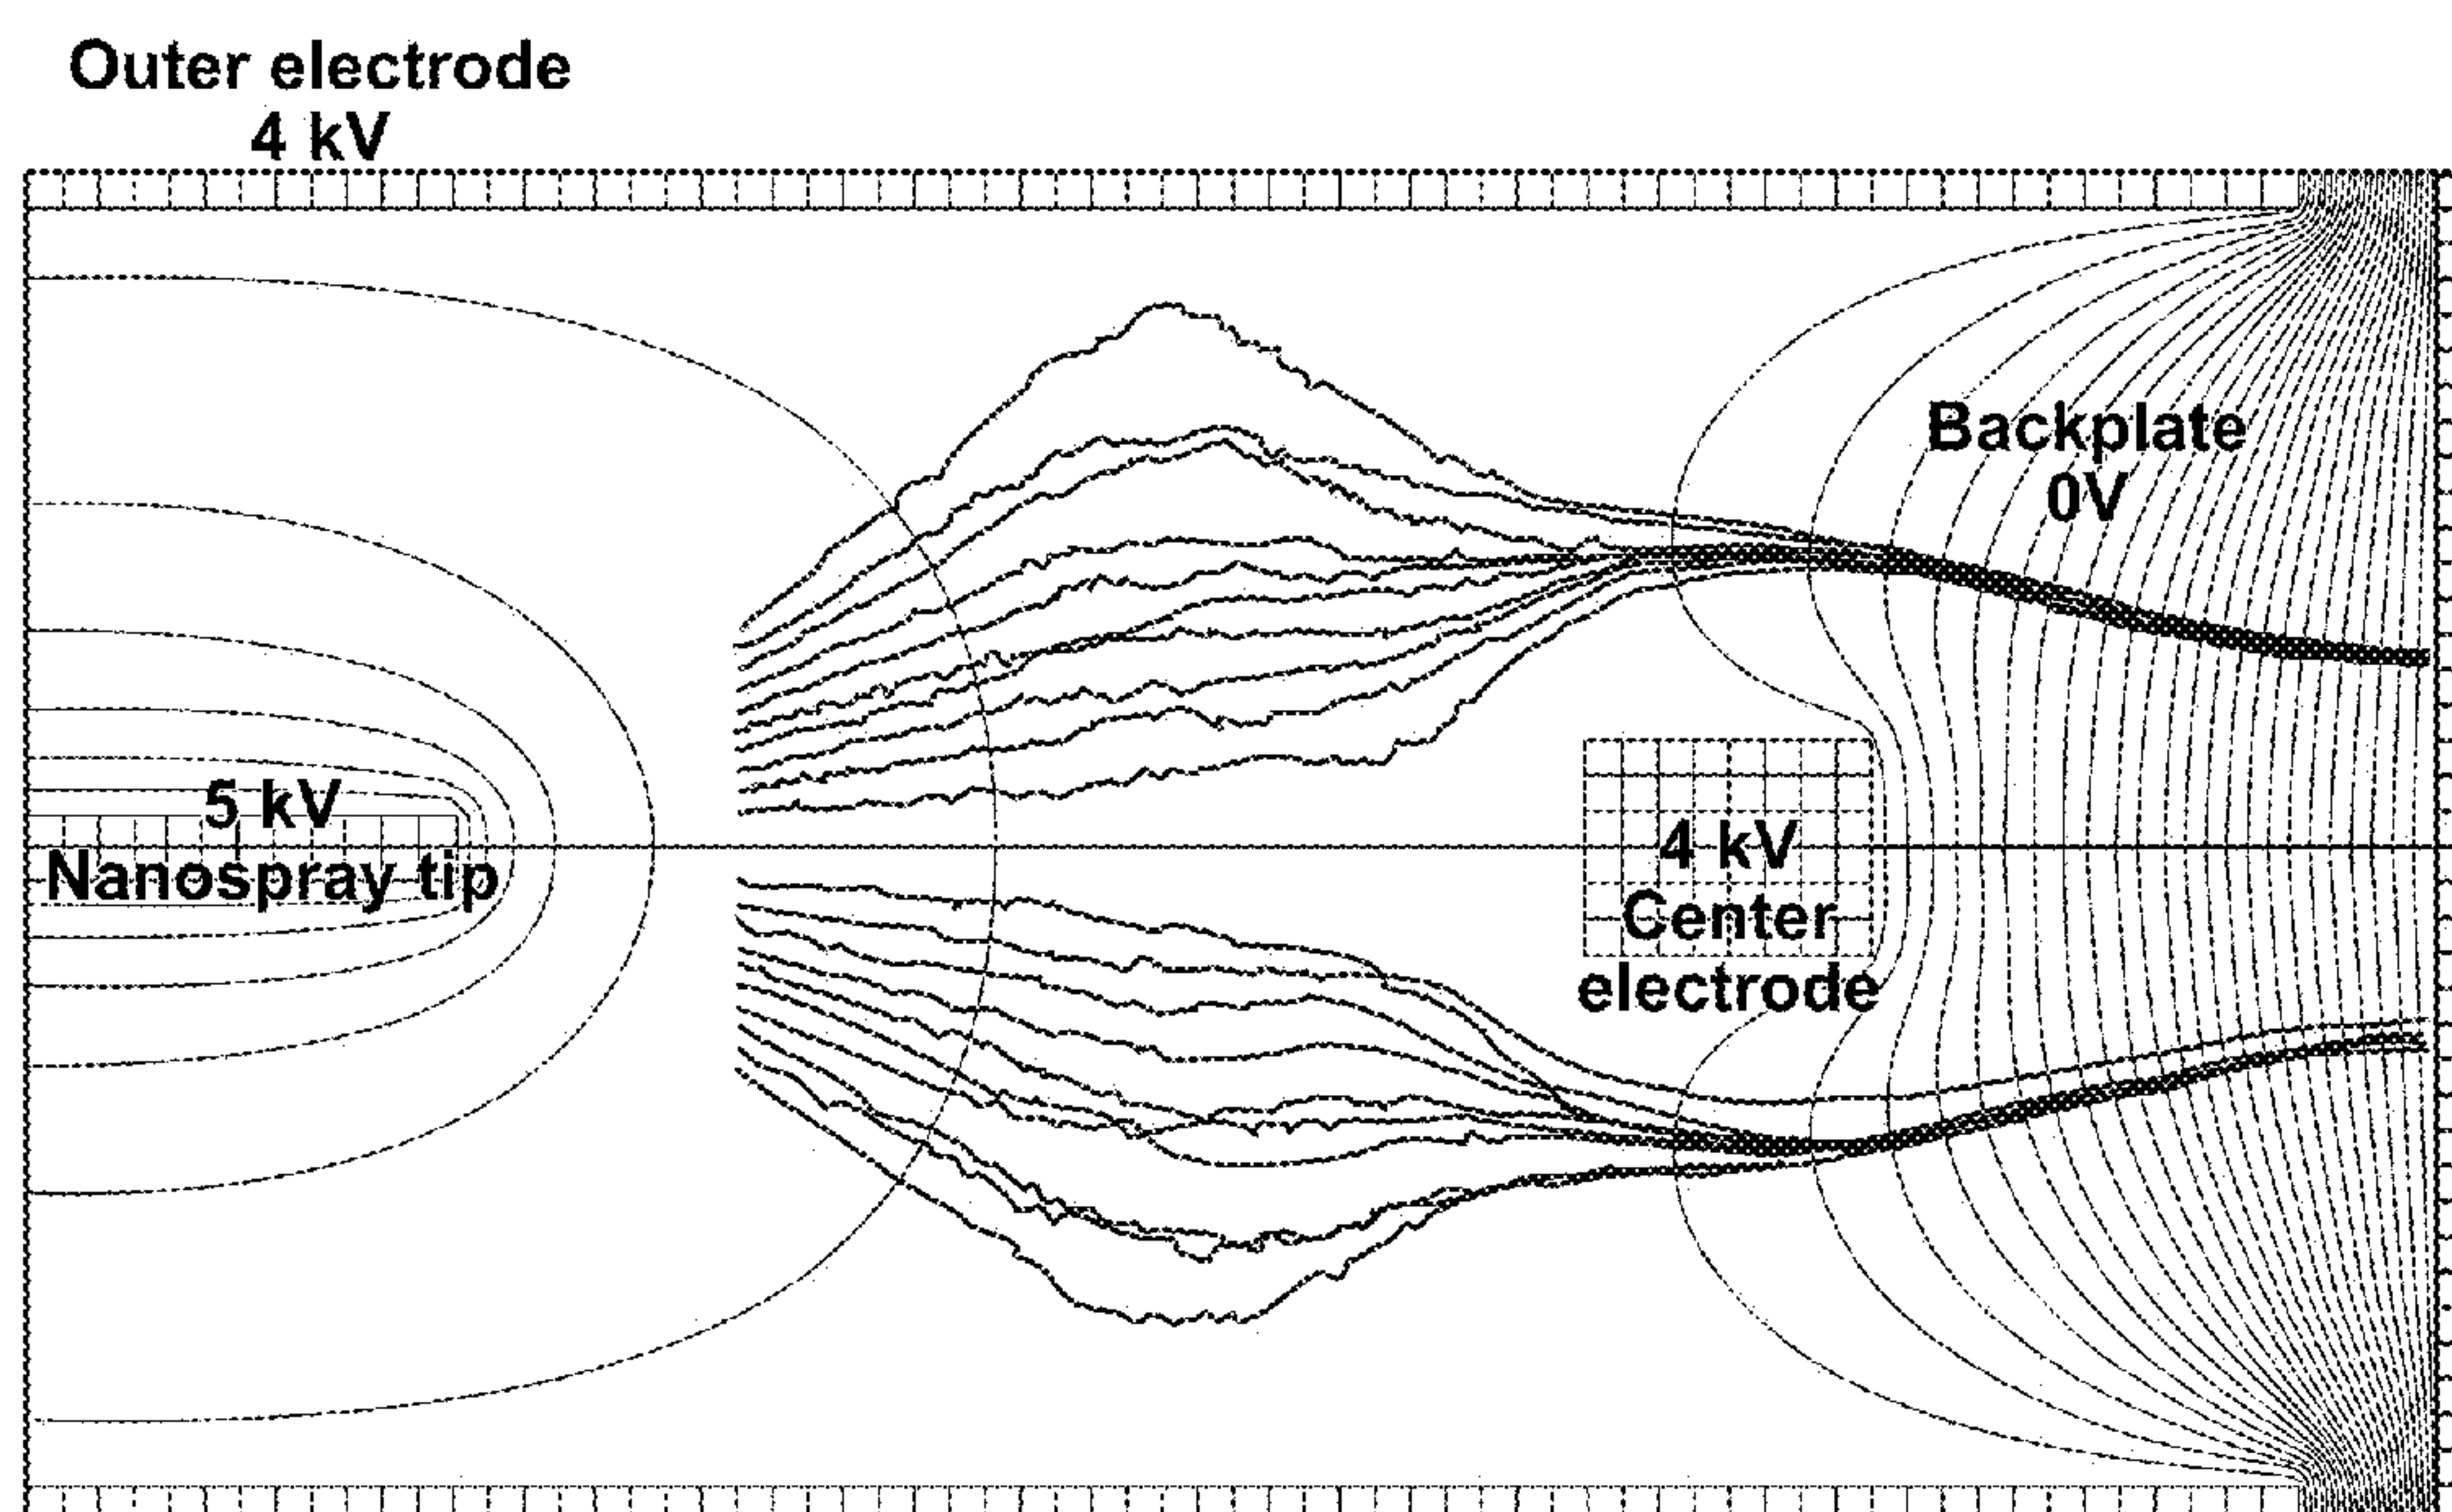 Outer electrode
4 kV
Backplate
0V
5 kV
Nanospray tip
4 kV
Center
electrode